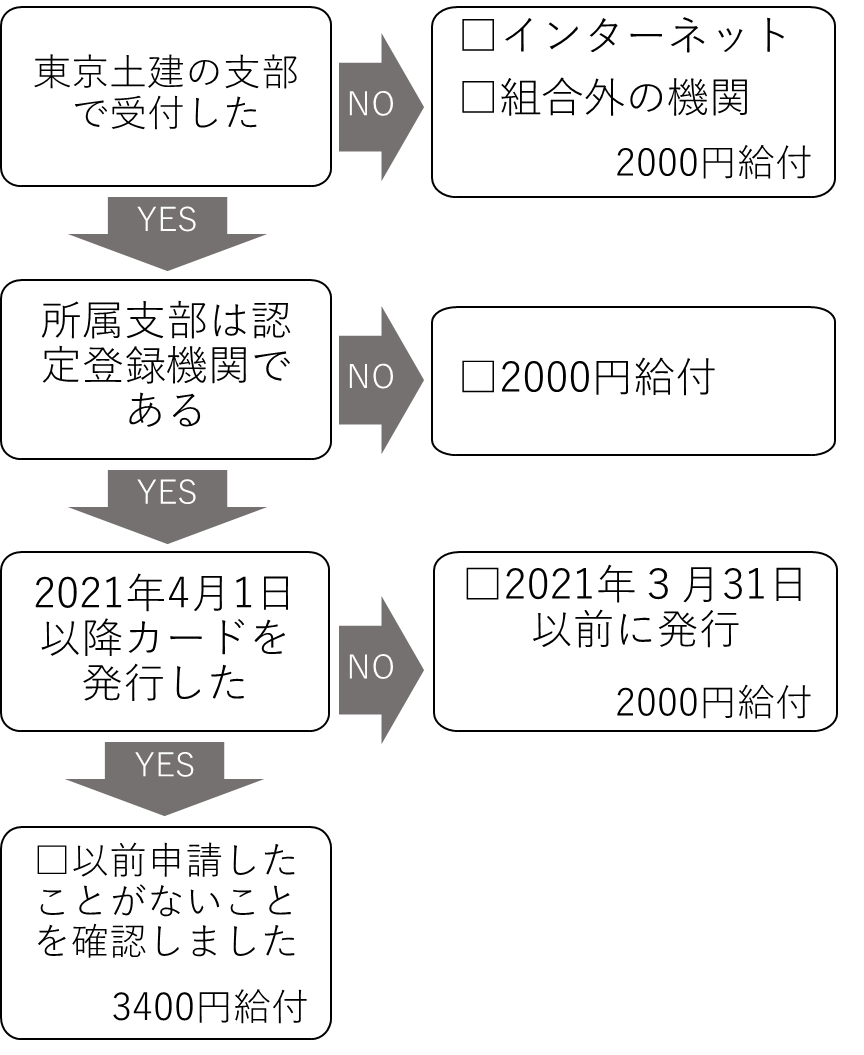 東京土建の支部
で受付した
NO
□インターネット
□組合外の機関
2000円給付
YES
所属支部は認
定登録機関で
ある
NO
□2000円給付
YES
2021年4月1日
以降カードを
発行した
NO
□2021年３月31日
以前に発行
2000円給付
YES
□以前申請した
ことがないこと
を確認しました
3400円給付